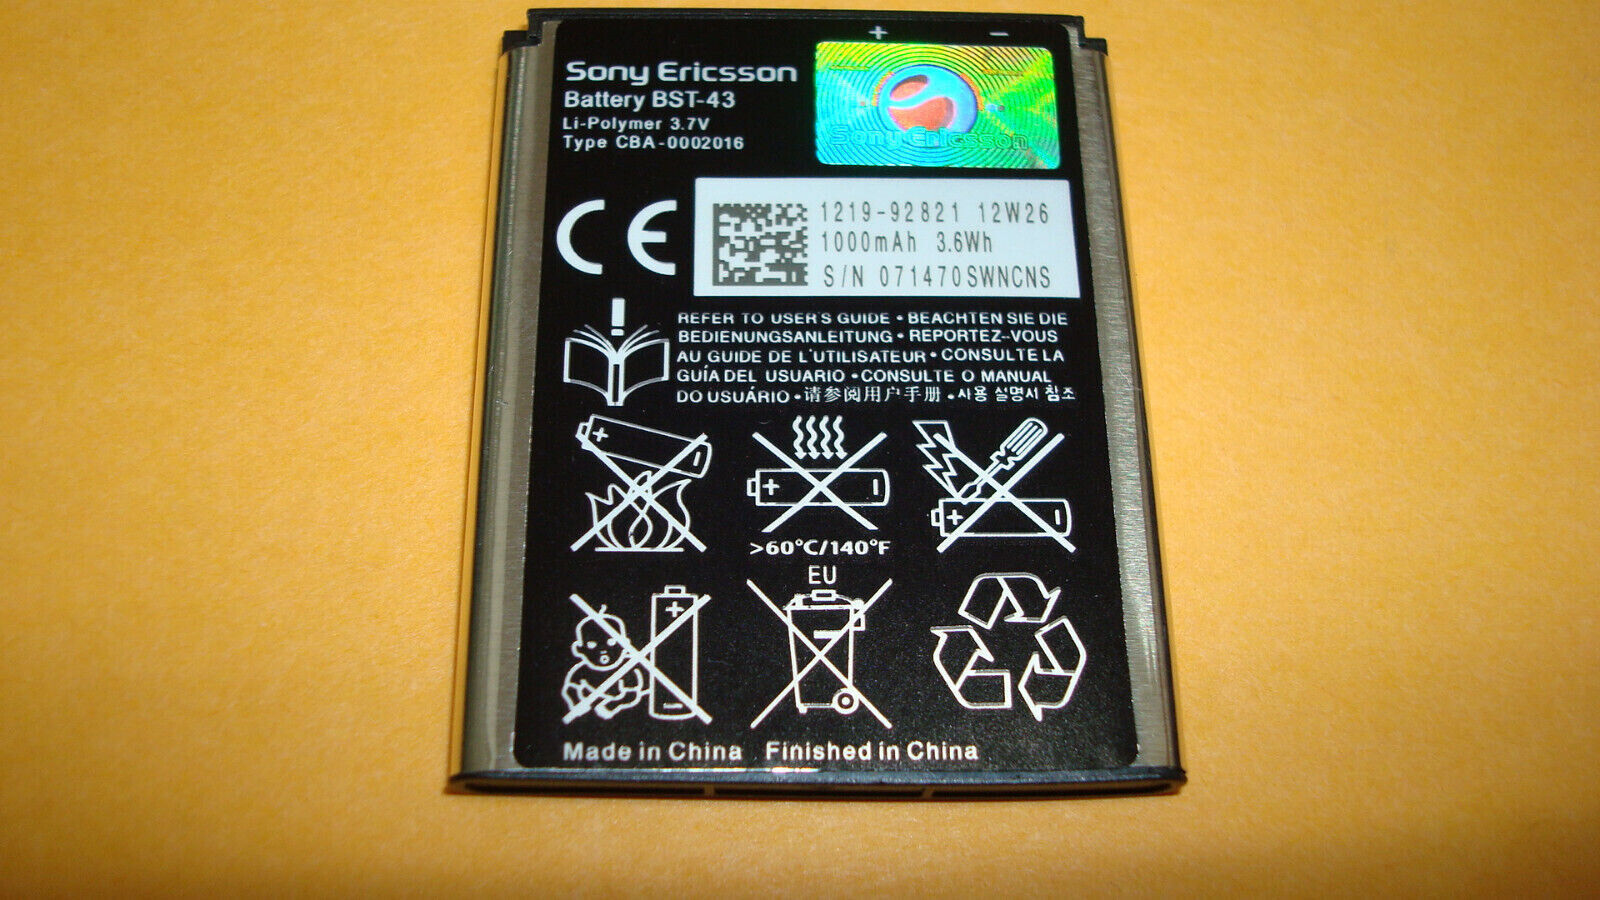 + −
Sony Ericsson
Battery BST-43
Li-Polymer 3.7V
Type CBA-0002016
Sony Ericsson
CE
1219-92821 12W26
1000mAh 3.6Wh
S/N 071470SWNCNS
REFER TO USER'S GUIDE • BEACHTEN SIE DIE
BEDIENUNGSANLEITUNG • REPORTEZ--VOUS
AU GUIDE DE L'UTILISATEUR • CONSULTE LA
GUÍA DEL USUARIO • CONSULTE O MANUAL
DO USUÁRIO • 请参阅用户手册 • 사용 설명서 참조
>60°C/140°F
EU
Made in China Finished in China